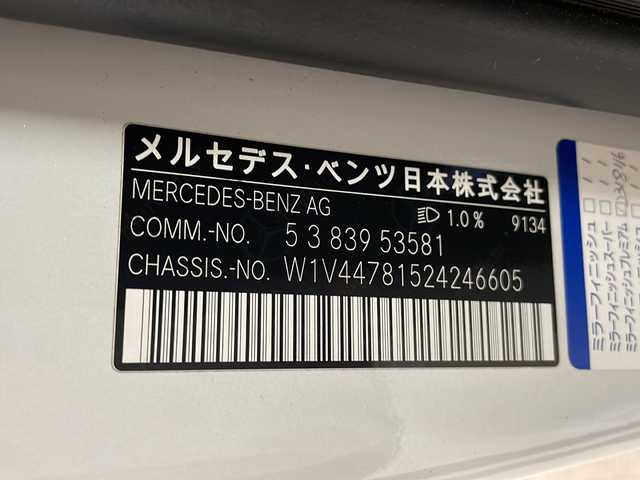 メルセデス・ベンツ日本株式会社
MERCEDES-BENZ AG
1.0% 9134
COMM.-NO. 5 3 839 53581
CHASSIS.-NO. W1V44781524246605
ミラーフィニッシュ
ミラーフィニッシュスーパー
ミラーフィニッシュプレミアム